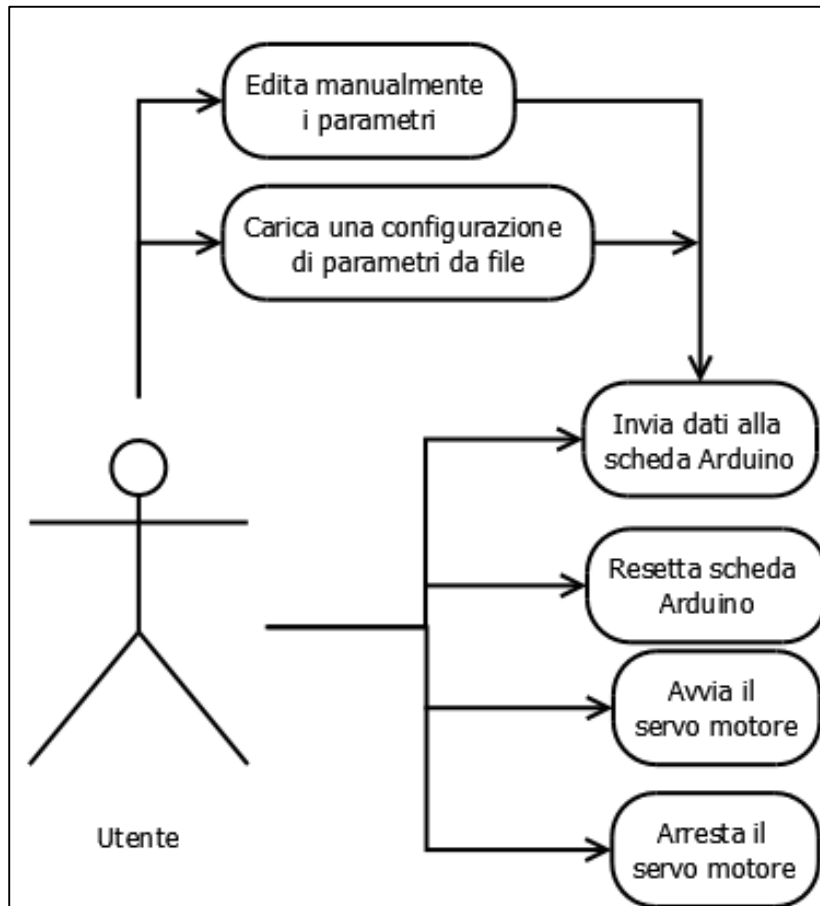 Edita manualmente
i parametri
Carica una configurazione
di parametri da file
Invia dati alla
scheda Arduino
Resetta scheda
Arduino
Avvia il
servo motore
Arresta il
servo motore
Utente